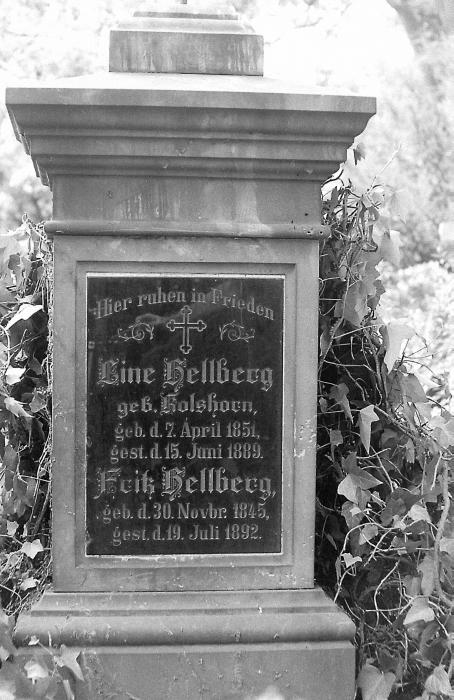 Hier ruhen in Frieden
Line Hellberg
geb. Holshorn,
geb. d. 7. April 1851,
gest. d. 15. Juni 1889.
Fritz Hellberg,
geb. d. 30. Novbr. 1845,
gest. d. 19. Juli 1892.